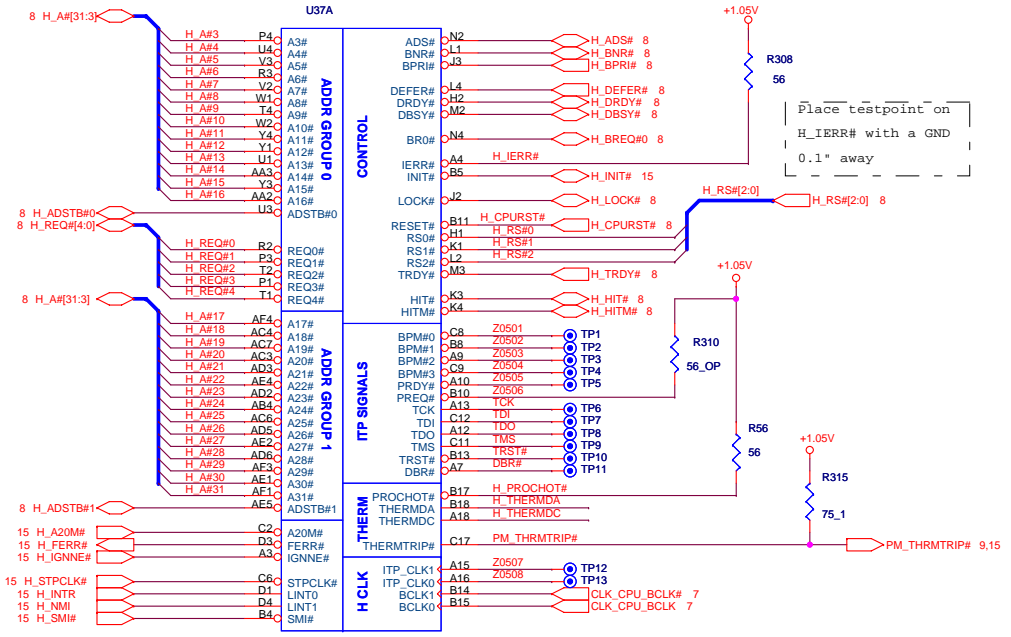 U37A
8 H_A#[31:3]
H_A#3 P4 A3#
H_A#4 U4 A4#
H_A#5 V3 A5#
H_A#6 R3 A6#
H_A#7 V2 A7#
H_A#8 W1 A8#
H_A#9 T4 A9#
H_A#10 W2 A10#
H_A#11 Y4 A11#
H_A#12 Y1 A12#
H_A#13 U1 A13#
H_A#14 AA3 A14#
H_A#15 Y3 A15#
H_A#16 AA2 A16#
8 H_ADSTB#0 U3 ADSTB#0
8 H_REQ#[4:0]
H_REQ#0 R2 REQ0#
H_REQ#1 P3 REQ1#
H_REQ#2 T2 REQ2#
H_REQ#3 P1 REQ3#
H_REQ#4 T1 REQ4#
8 H_A#[31:3]
H_A#17 AF4 A17#
H_A#18 AC4 A18#
H_A#19 AC7 A19#
H_A#20 AC3 A20#
H_A#21 AD3 A21#
H_A#22 AE4 A22#
H_A#23 AD2 A23#
H_A#24 AB4 A24#
H_A#25 AC6 A25#
H_A#26 AD5 A26#
H_A#27 AE2 A27#
H_A#28 AD6 A28#
H_A#29 AF3 A29#
H_A#30 AE1 A30#
H_A#31 AF1 A31#
8 H_ADSTB#1 AE5 ADSTB#1
15 H_A20M# C2 A20M#
15 H_FERR# D3 FERR#
15 H_IGNNE# A3 IGNNE#
15 H_STPCLK# C6 STPCLK#
15 H_INTR D1 LINT0
15 H_NMI D4 LINT1
15 H_SMI# B4 SMI#
ADDR GROUP 0
ADDR GROUP 1
CONTROL
ITP SIGNALS
THERM
H CLK
ADS# N2 H_ADS# 8
BNR# L1 H_BNR# 8
BPRI# J3 H_BPRI# 8
DEFER# L4 H_DEFER# 8
DRDY# H2 H_DRDY# 8
DBSY# M2 H_DBSY# 8
BR0# N4 H_BREQ#0 8
IERR# A4 H_IERR#
INIT# B5 H_INIT# 15
LOCK# J2 H_LOCK# 8
RESET# B11 H_CPURST# H_CPURST# 8
RS0# H1 H_RS#0
RS1# K1 H_RS#1
RS2# L2 H_RS#2
H_RS#[2:0] H_RS#[2:0] 8
TRDY# M3 H_TRDY# 8
HIT# K3 H_HIT# 8
HITM# K4 H_HITM# 8
BPM#0 C8 Z0501 TP1
BPM#1 B8 Z0502 TP2
BPM#2 A9 Z0503 TP3
BPM#3 C9 Z0504 TP4
PRDY# A10 Z0505 TP5
PREQ# B10 Z0506
TCK A13 TCK TP6
TDI C12 TDI TP7
TDO A12 TDO TP8
TMS C11 TMS TP9
TRST# B13 TRST# TP10
DBR# A7 DBR# TP11
PROCHOT# B17 H_PROCHOT#
THERMDA B18 H_THERMDA
THERMDC A18 H_THERMDC
THERMTRIP# C17 PM_THRMTRIP# PM_THRMTRIP# 9,15
ITP_CLK1 A15 Z0507 TP12
ITP_CLK0 A16 Z0508 TP13
BCLK1 B14 CLK_CPU_BCLK# 7
BCLK0 B15 CLK_CPU_BCLK 7
+1.05V
R308
56
Place testpoint on
H_IERR# with a GND
0.1" away
+1.05V
R310
56_OP
R56
56
+1.05V
R315
75_1